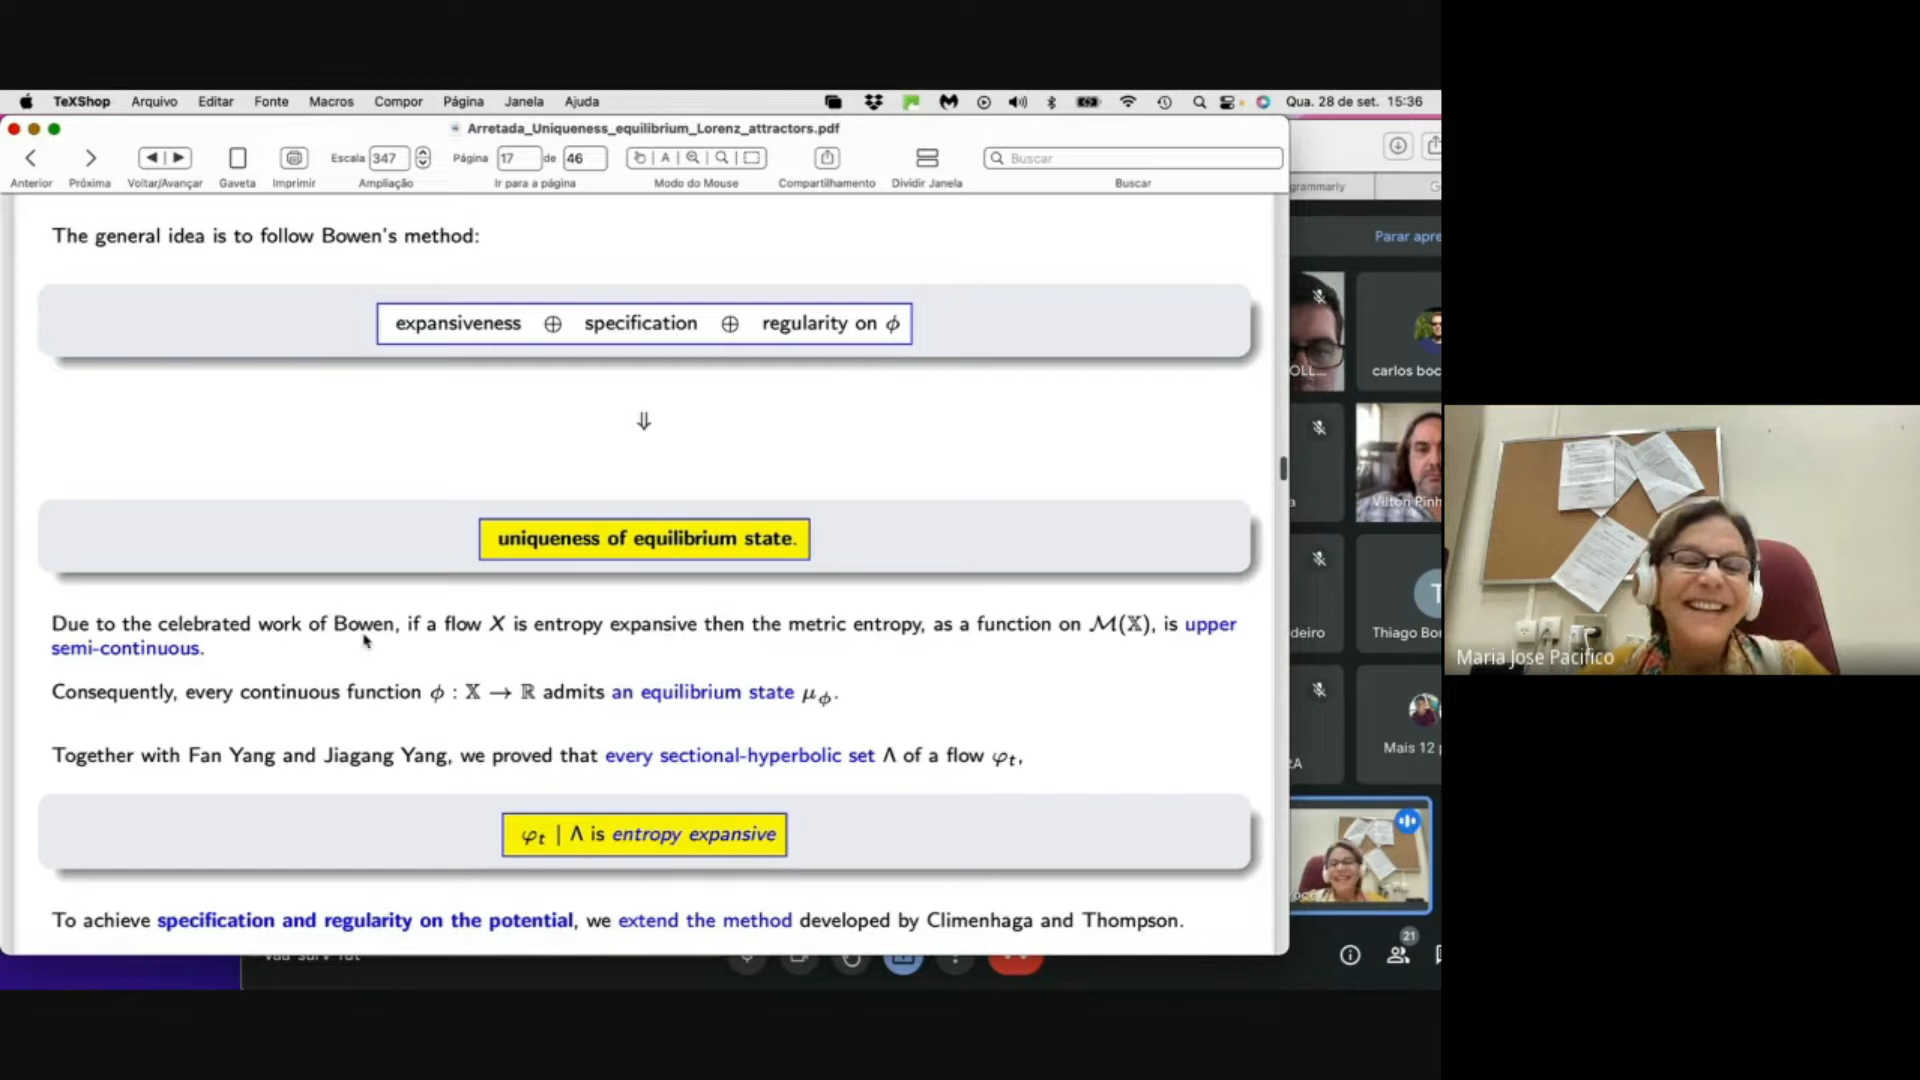 TeXShop Arquivo Editar Fonte Macros Compor Página Janela Ajuda Qua. 28 de set. 15:36
Arretada_Uniqueness_equilibrium_Lorenz_attractors.pdf
Escala 347 Página 17 de 46 A Buscar
Anterior Próxima Voltar/Avançar Gaveta Imprimir Ampliação Ir para a página Modo do Mouse Compartilhamento Dividir Janela Buscar
grammarly G
The general idea is to follow Bowen's method:
Parar apre
expansiveness ⊕ specification ⊕ regularity on ϕ
OLL...
carlos boc
⇓
Vilton Pinh
a
uniqueness of equilibrium state.
Due to the celebrated work of Bowen, if a flow X is entropy expansive then the metric entropy, as a function on ℳ(𝕏), is upper
semi-continuous.
T
deiro
Thiago Bor
Maria Jose Pacifico
Consequently, every continuous function ϕ : 𝕏 → ℝ admits an equilibrium state μ_ϕ.
Together with Fan Yang and Jiagang Yang, we proved that every sectional-hyperbolic set Λ of a flow φ_t,
RA
Mais 12 p
φ_t | Λ is entropy expansive
To achieve specification and regularity on the potential, we extend the method developed by Climenhaga and Thompson.
21